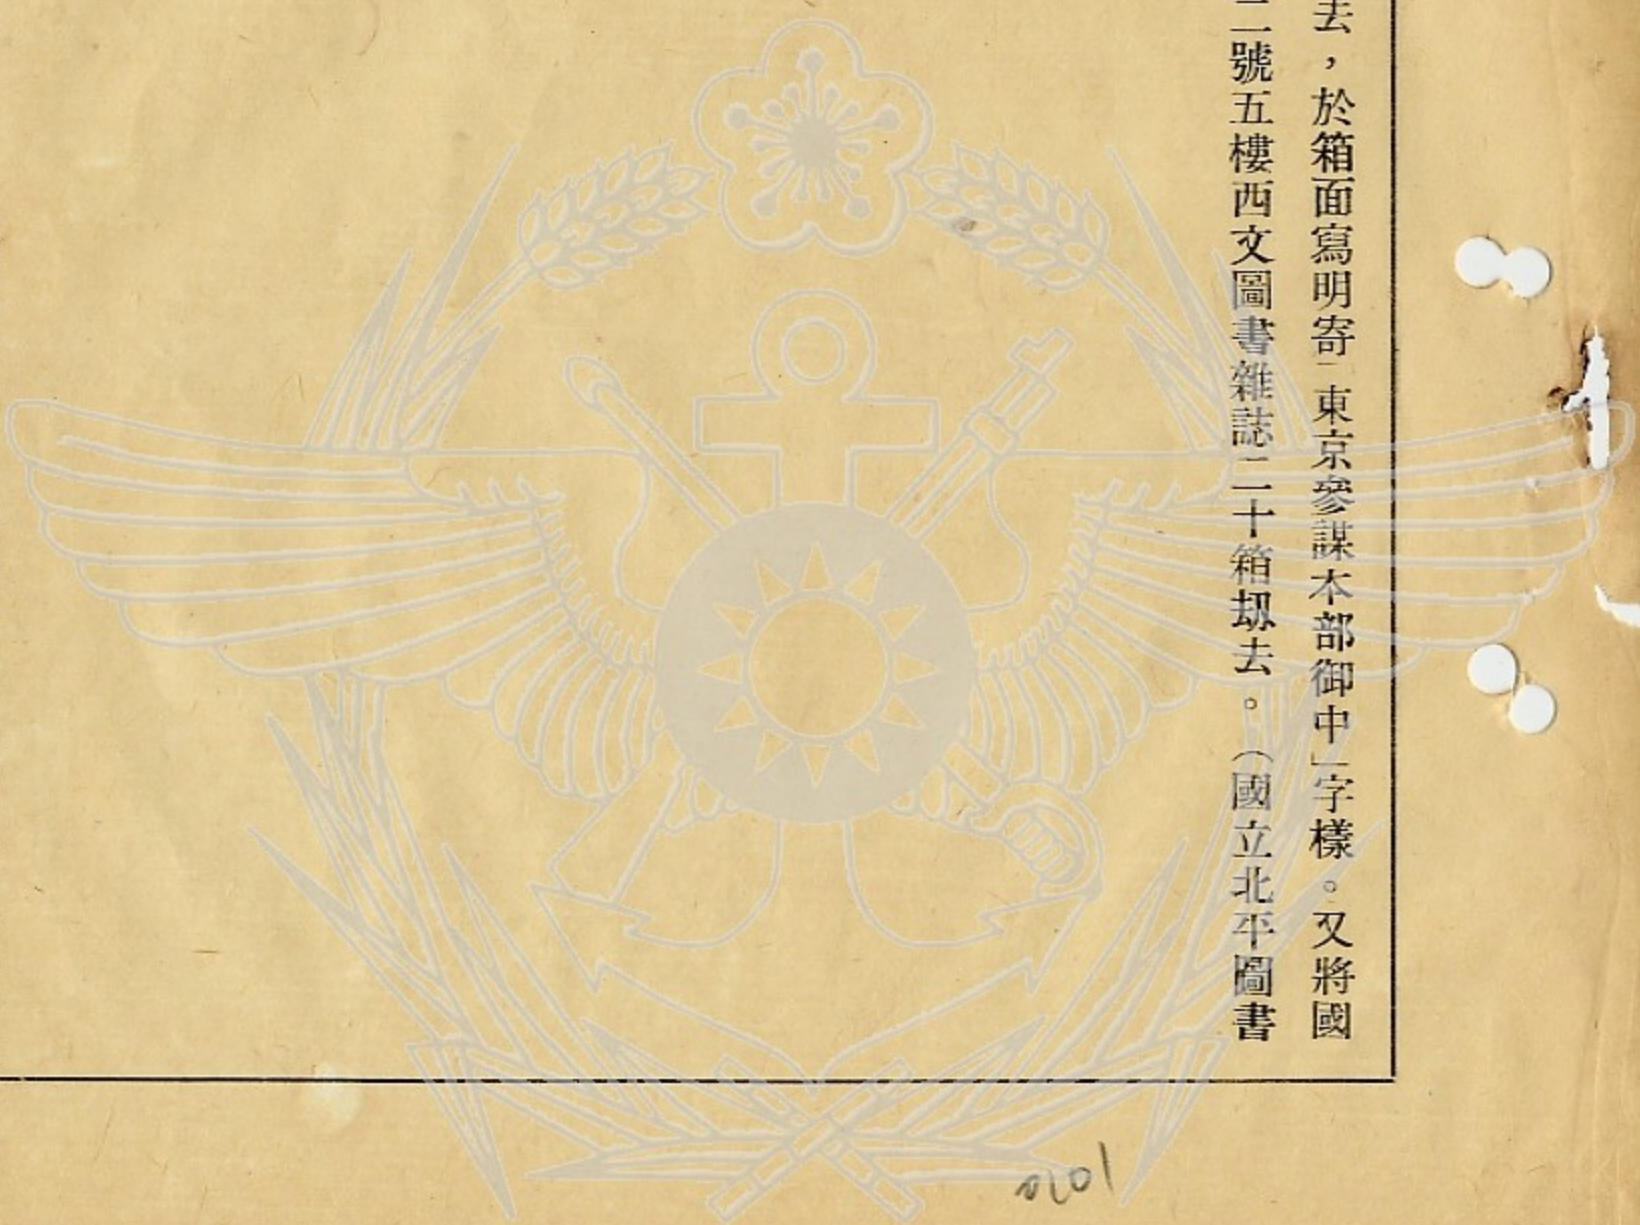 去，於箱面寫明寄「東京參謀本部御中」字樣。又將國
二號五樓西文圖書雜誌二十箱刼去。（國立北平圖書
0201